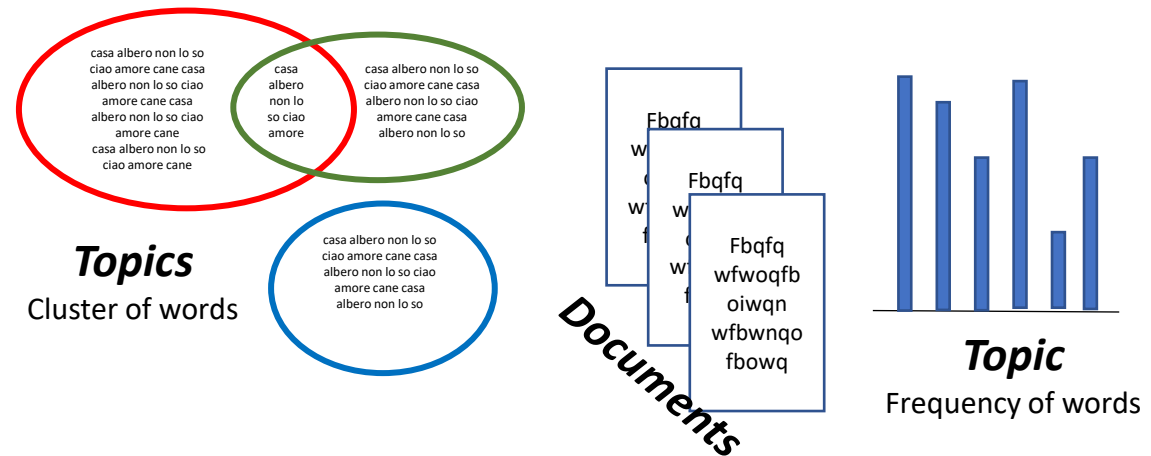 casa albero non lo so
ciao amore cane casa
albero non lo so ciao
amore cane casa
albero non lo so ciao
amore cane
casa albero non lo so
ciao amore cane
casa
albero
non lo
so ciao
amore
casa albero non lo so
ciao amore cane casa
albero non lo so ciao
amore cane casa
albero non lo so
Topics
Cluster of words
casa albero non lo so
ciao amore cane casa
albero non lo so ciao
amore cane casa
albero non lo so
Fbqfq
Fbqfq
Fbqfq
wfwoqfb
oiwqn
wfbwnqo
fbowq
Documents
Topic
Frequency of words